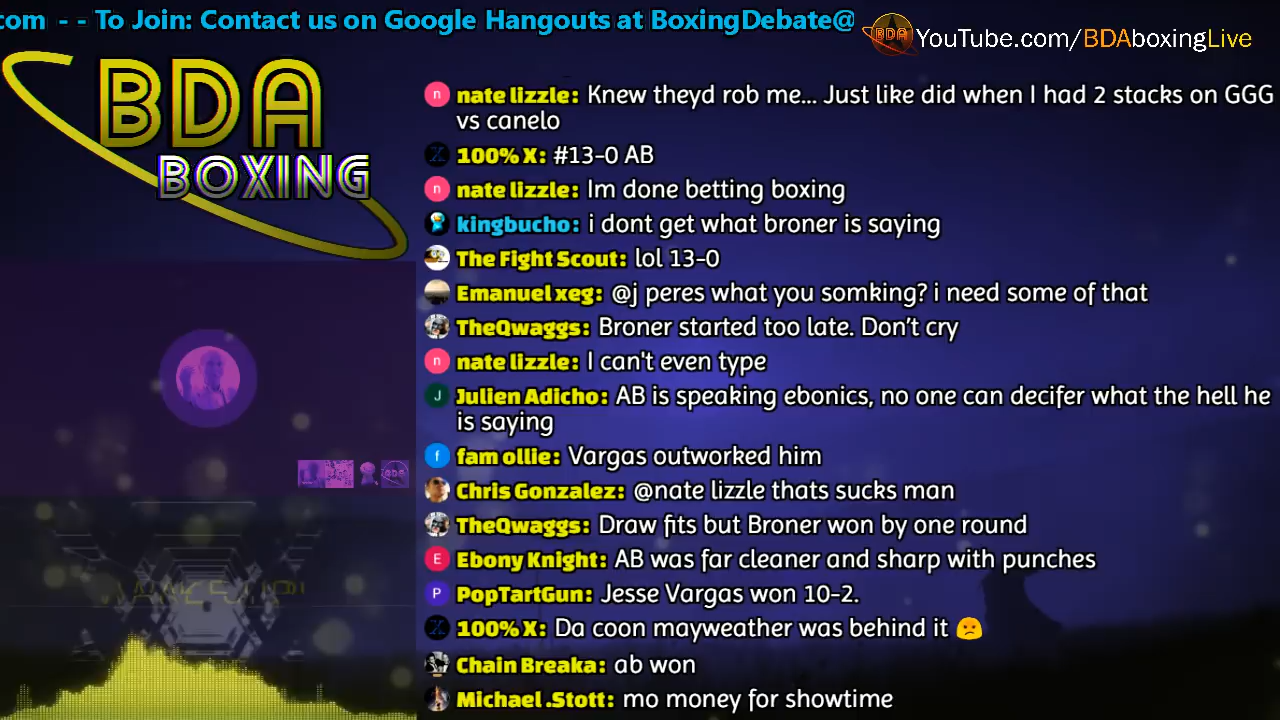 com - - To Join: Contact us on Google Hangouts at BoxingDebate@
BDA
YouTube.com/BDAboxingLive
BDA
BOXING
n nate lizzle: Knew theyd rob me... Just like did when I had 2 stacks on GGG
vs canelo
X 100% X: #13-0 AB
n nate lizzle: Im done betting boxing
kingbucho: i dont get what broner is saying
The Fight Scout: lol 13-0
Emanuel xeg: @j peres what you somking? i need some of that
TheQwaggs: Broner started too late. Don't cry
n nate lizzle: I can't even type
J Julien Adicho: AB is speaking ebonics, no one can decifer what the hell he
is saying
f fam ollie: Vargas outworked him
Chris Gonzalez: @nate lizzle thats sucks man
TheQwaggs: Draw fits but Broner won by one round
E Ebony Knight: AB was far cleaner and sharp with punches
P PopTartGun: Jesse Vargas won 10-2.
X 100% X: Da coon mayweather was behind it 😕
Chain Breaka: ab won
Michael .Stott: mo money for showtime